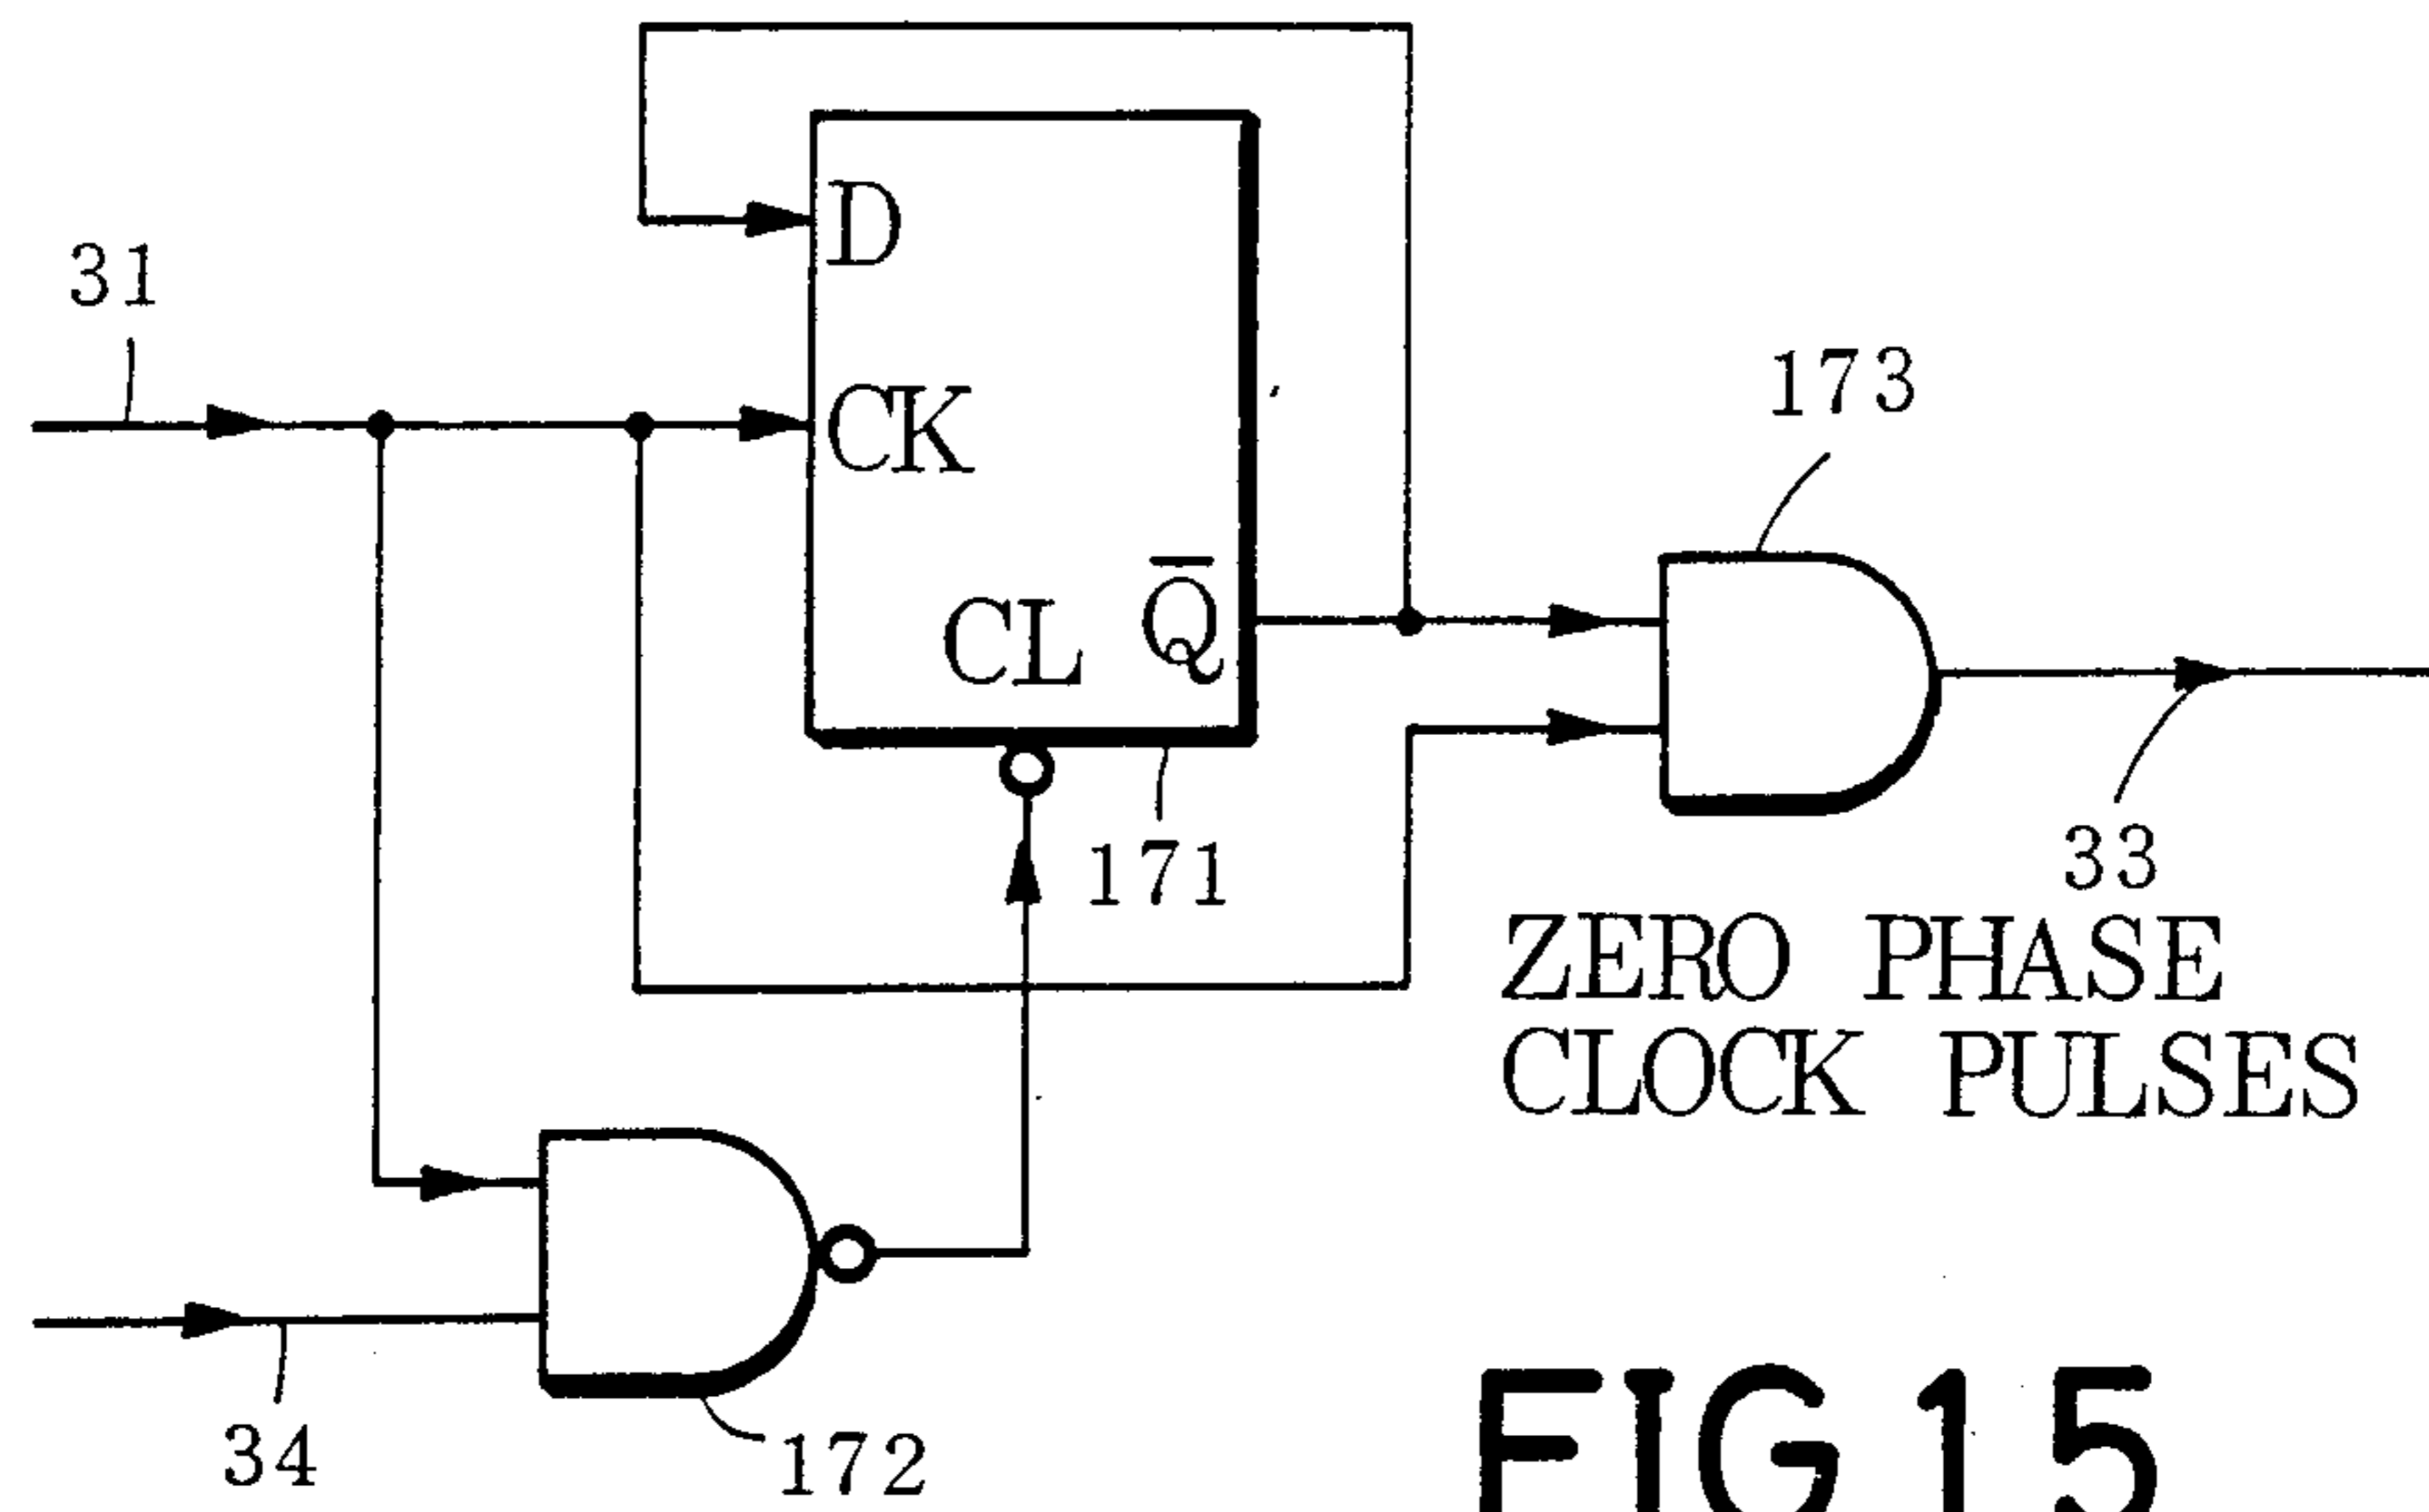 31
D
CK
CL
Q̅
171
172
34
173
33
ZERO PHASE
CLOCK PULSES
FIG 15